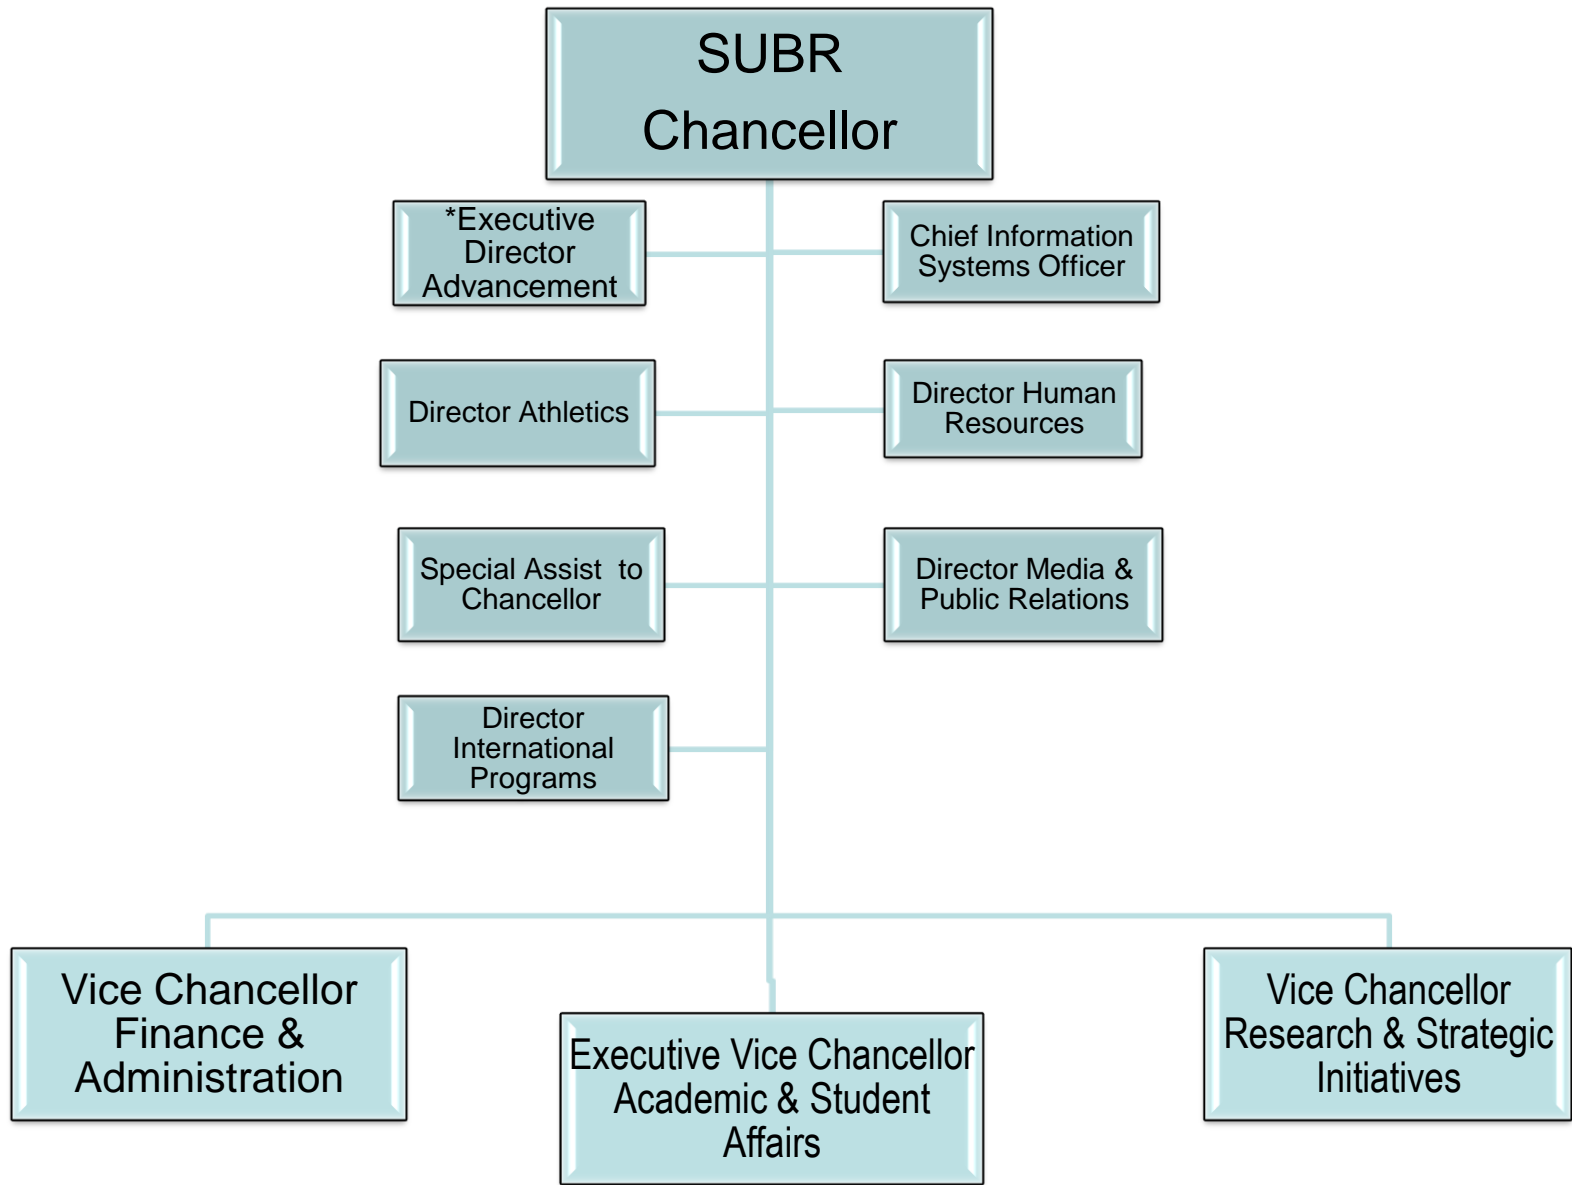 SUBR
Chancellor
*Executive
Director
Advancement
Chief Information
Systems Officer
Director Athletics
Director Human
Resources
Special Assist  to
Chancellor
Director Media &
Public Relations
Director
International
Programs
Vice Chancellor
Finance &
Administration
Executive Vice Chancellor
Academic & Student
Affairs
Vice Chancellor
Research & Strategic
Initiatives